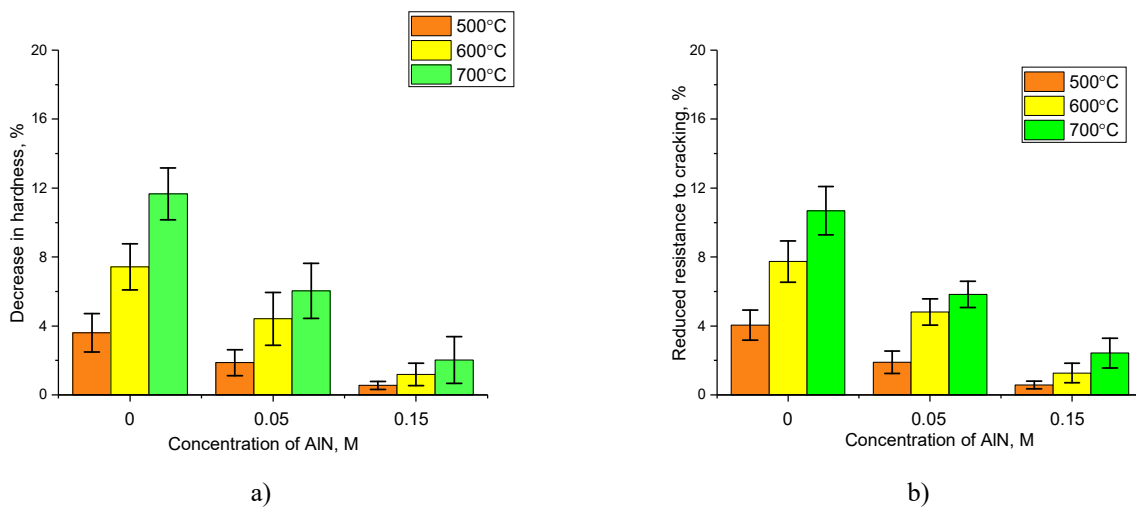 500°C
600°C
700°C
20
16
12
8
4
0
Decrease in hardness, %
0
0.05
0.15
Concentration of AlN, M
a)
500°C
600°C
700°C
20
16
12
8
4
0
Reduced resistance to cracking, %
0
0.05
0.15
Concentration of AlN, M
b)